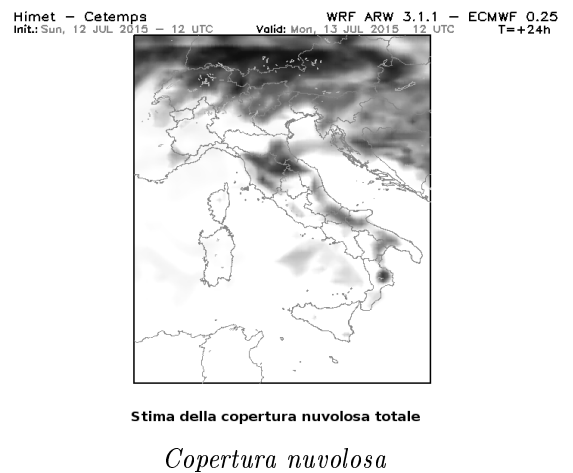 Himet – Cetemps WRF ARW 3.1.1 – ECMWF 0.25
Init.: Sun, 12 JUL 2015 – 12 UTC Valid: Mon, 13 JUL 2015 12 UTC T=+24h
Stima della copertura nuvolosa totale
Copertura nuvolosa